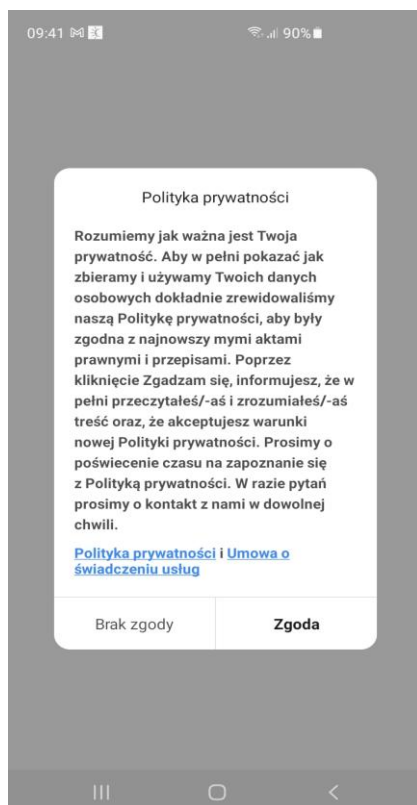 09:41 90%
Polityka prywatności
Rozumiemy jak ważna jest Twoja
prywatność. Aby w pełni pokazać jak
zbieramy i używamy Twoich danych
osobowych dokładnie zrewidowaliśmy
naszą Politykę prywatności, aby były
zgodna z najnowszy mymi aktami
prawnymi i przepisami. Poprzez
kliknięcie Zgadzam się, informujesz, że w
pełni przeczytałeś/-aś i zrozumiałeś/-aś
treść oraz, że akceptujesz warunki
nowej Polityki prywatności. Prosimy o
poświecenie czasu na zapoznanie się
z Polityką prywatności. W razie pytań
prosimy o kontakt z nami w dowolnej
chwili.
Polityka prywatności i Umowa o
świadczeniu usług
Brak zgody Zgoda